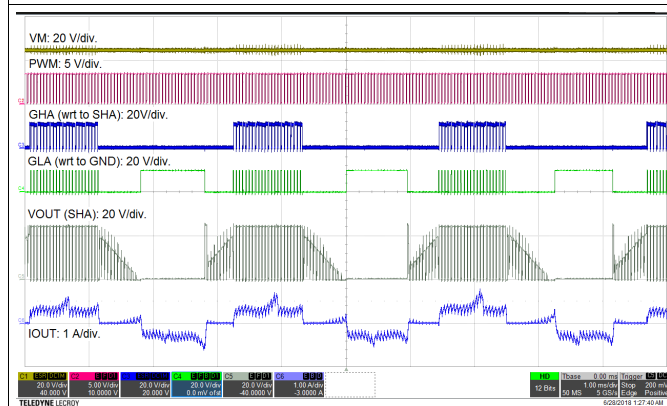 VM: 20 V/div.
PWM: 5 V/div.
C2
GHA (wrt to SHA): 20V/div.
GLA (wrt to GND): 20 V/div.
C4
VOUT (SHA): 20 V/div.
IOUT: 1 A/div.
C1 C2 C4 C5 C6 HD Tbase 0.00 ms Trigger
20.0 V/div 5.00 V/div 20.0 V/div 20.0 V/div 20.0 V/div 1.00 A/div 12 Bits 1.00 ms/div Stop 200 mV
40.000 V 10.0000 V 20.000 V 0.0 mV ofst -40.0000 V -3.0000 A 50 MS 5 GS/s Edge Positive
TELEDYNE LECROY 6/28/2018 1:27:40 AM